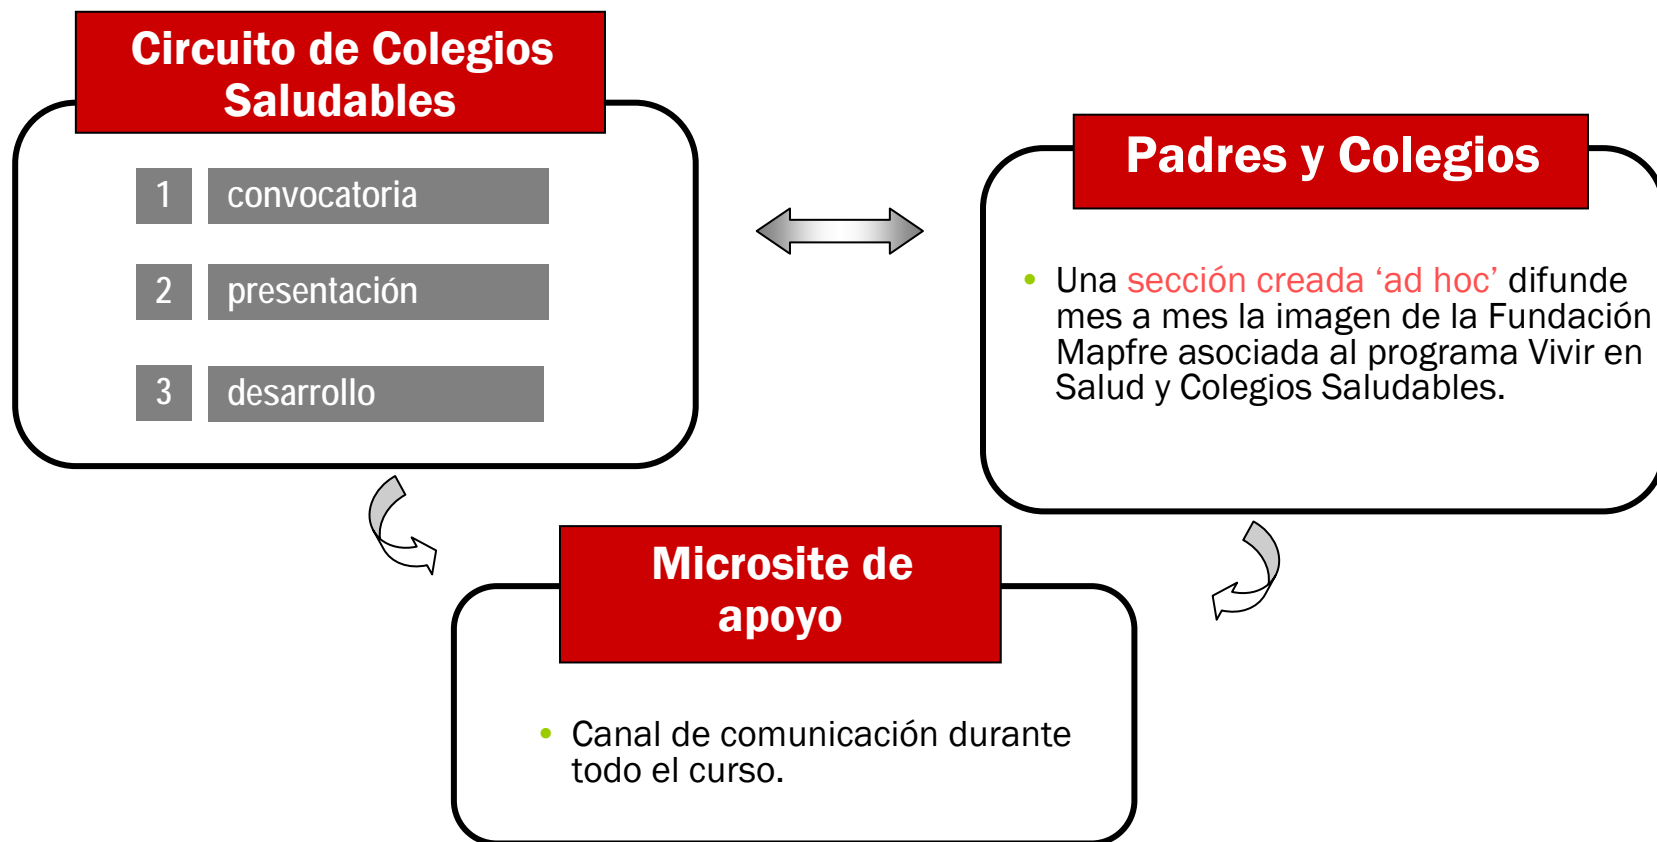 Circuito de Colegios
Saludables
1 convocatoria
2 presentación
3 desarrollo
Padres y Colegios
• Una sección creada ‘ad hoc’ difunde
mes a mes la imagen de la Fundación
Mapfre asociada al programa Vivir en
Salud y Colegios Saludables.
Microsite de
apoyo
• Canal de comunicación durante
todo el curso.